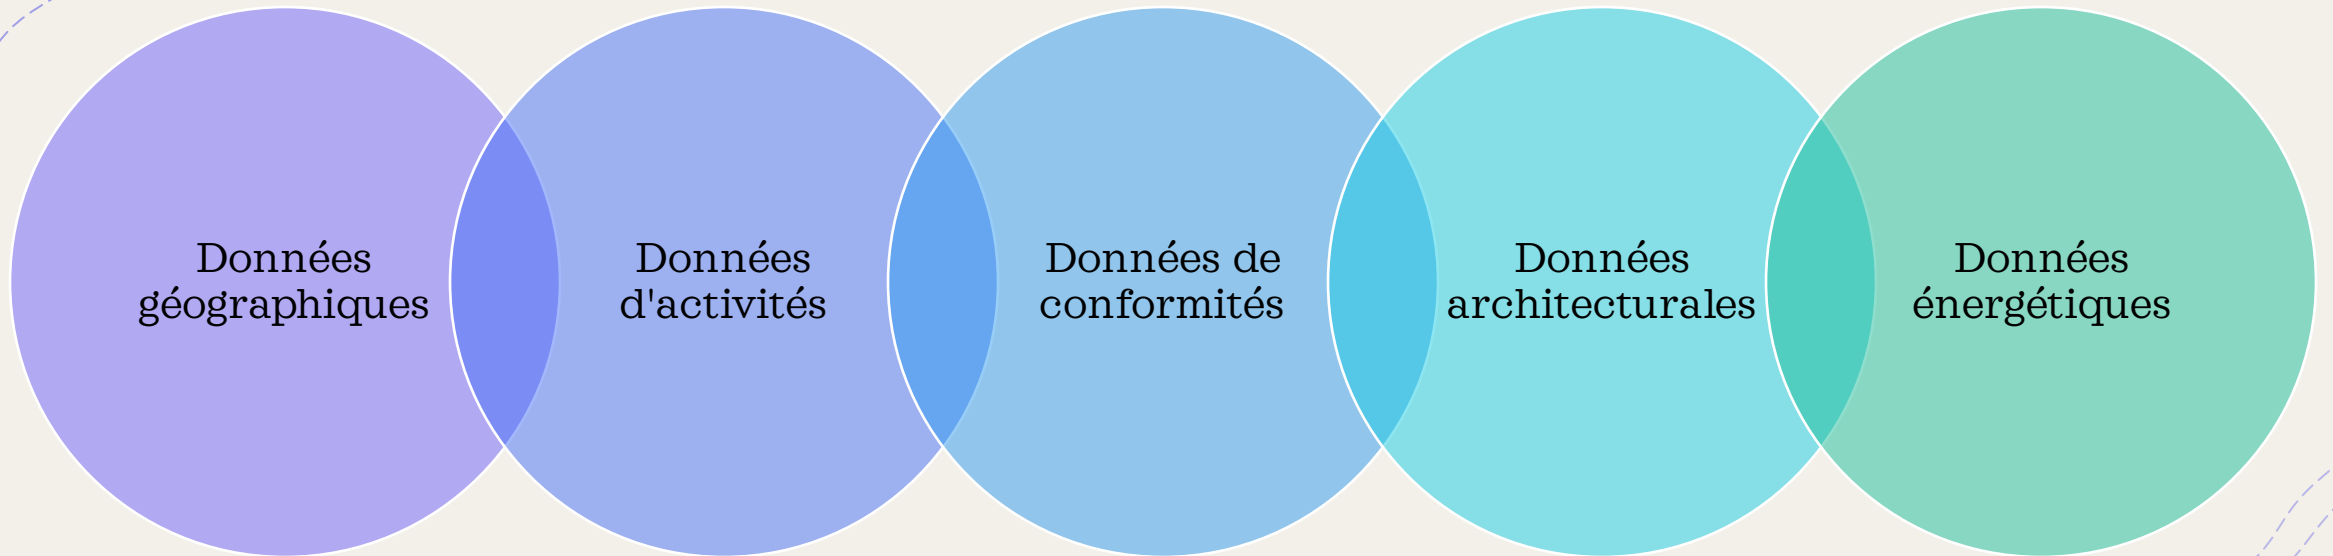 Données
géographiques
Données
d'activités
Données de
conformités
Données
architecturales
Données
énergétiques